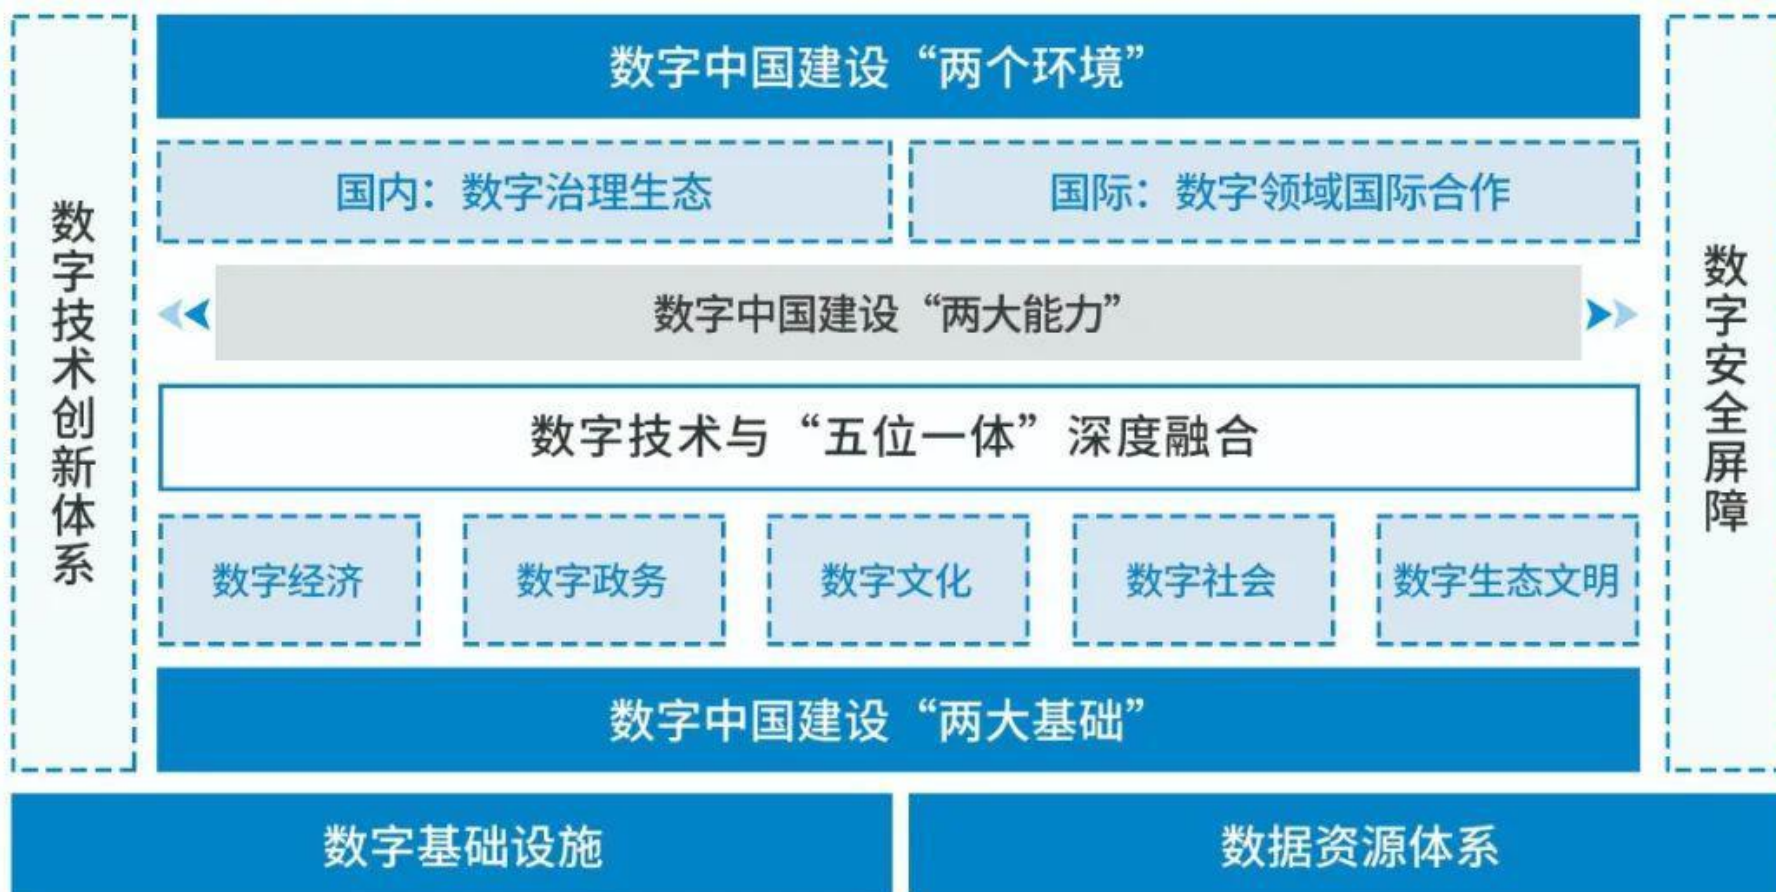 数字中国建设“两个环境”
国内：数字治理生态
国际：数字领域国际合作
数字技术创新体系
数字中国建设“两大能力”
数字安全屏障
数字技术与“五位一体”深度融合
数字经济
数字政务
数字文化
数字社会
数字生态文明
数字中国建设“两大基础”
数字基础设施
数据资源体系